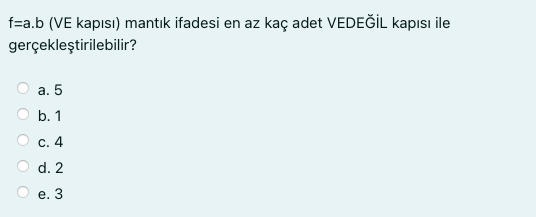 f=a.b (VE kapısı) mantık ifadesi en az kaç adet VEDEĞİL kapısı ile
gerçekleştirilebilir?
a. 5
b. 1
c. 4
d. 2
e. 3